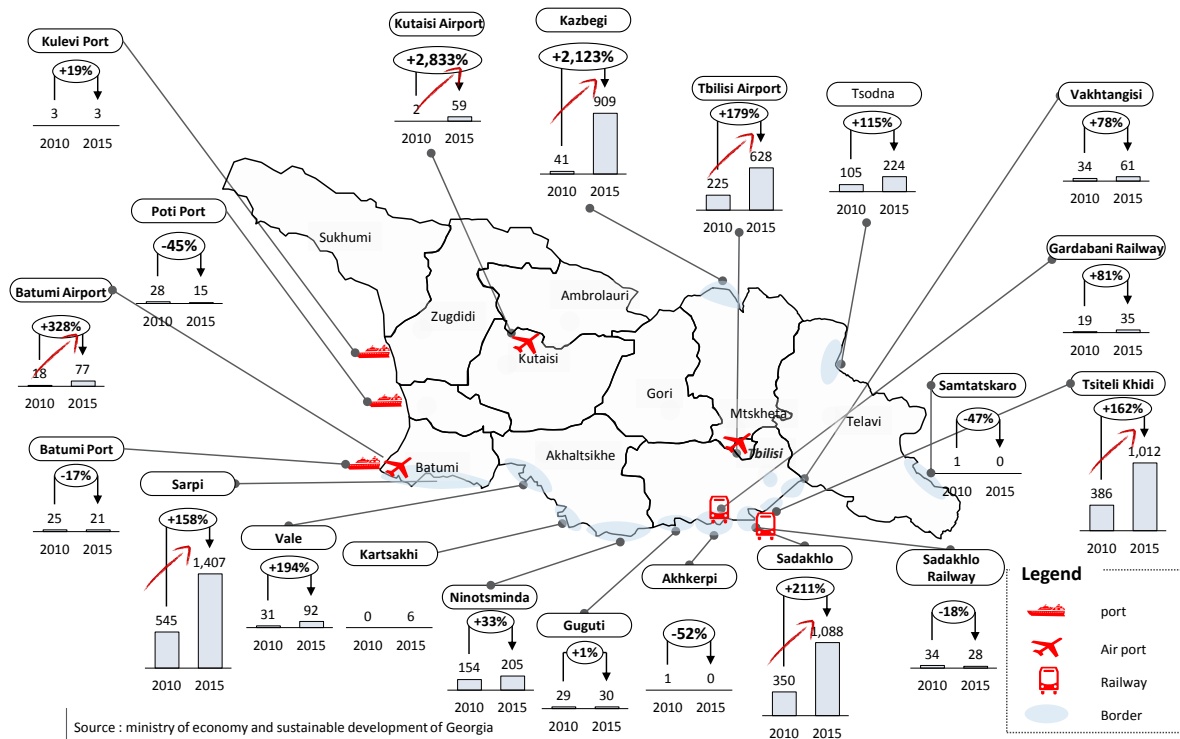 Kulevi Port
+19%
3
3
2010
2015
Kutaisi Airport
+2,833%
2
59
2010
2015
Kazbegi
+2,123%
41
909
2010
2015
Tbilisi Airport
+179%
225
628
2010
2015
Tsodna
+115%
105
224
2010
2015
Vakhtangisi
+78%
34
61
2010
2015
Poti Port
-45%
28
15
2010
2015
Gardabani Railway
+81%
19
35
2010
2015
Batumi Airport
+328%
18
77
2010
2015
Sukhumi
Zugdidi
Ambrolauri
Kutaisi
Gori
Mtskheta
Tbilisi
Telavi
Akhaltsikhe
Batumi
Samtatskaro
-47%
1
0
2010
2015
Tsiteli Khidi
+162%
386
1,012
2010
2015
Batumi Port
-17%
25
21
2010
2015
Sarpi
+158%
545
1,407
2010
2015
Vale
+194%
31
92
2010
2015
Kartsakhi
0
6
2010
2015
Ninotsminda
+33%
154
205
2010
2015
Guguti
+1%
29
30
2010
2015
Akhkerpi
-52%
1
0
2010
2015
Sadakhlo
+211%
350
1,088
2010
2015
Sadakhlo
Railway
-18%
34
28
2010
2015
Legend
port
Air port
Railway
Border
Source : ministry of economy and sustainable development of Georgia